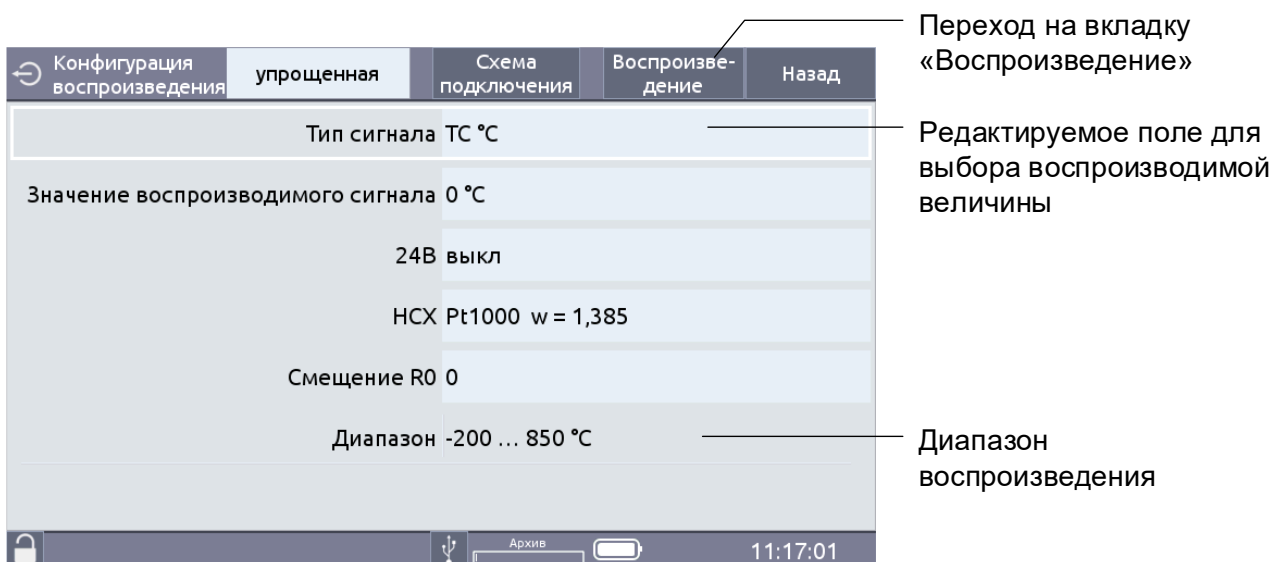 Переход на вкладку
«Воспроизведение»
Конфигурация
воспроизведения
упрощенная
Схема
подключения
Воспроизве-
дение
Назад
Тип сигнала ТС °C
Редактируемое поле для
выбора воспроизводимой
величины
Значение воспроизводимого сигнала 0 °C
24В выкл
НСХ Pt1000 w = 1,385
Смещение R0 0
Диапазон -200 … 850 °C
Диапазон
воспроизведения
Архив
11:17:01